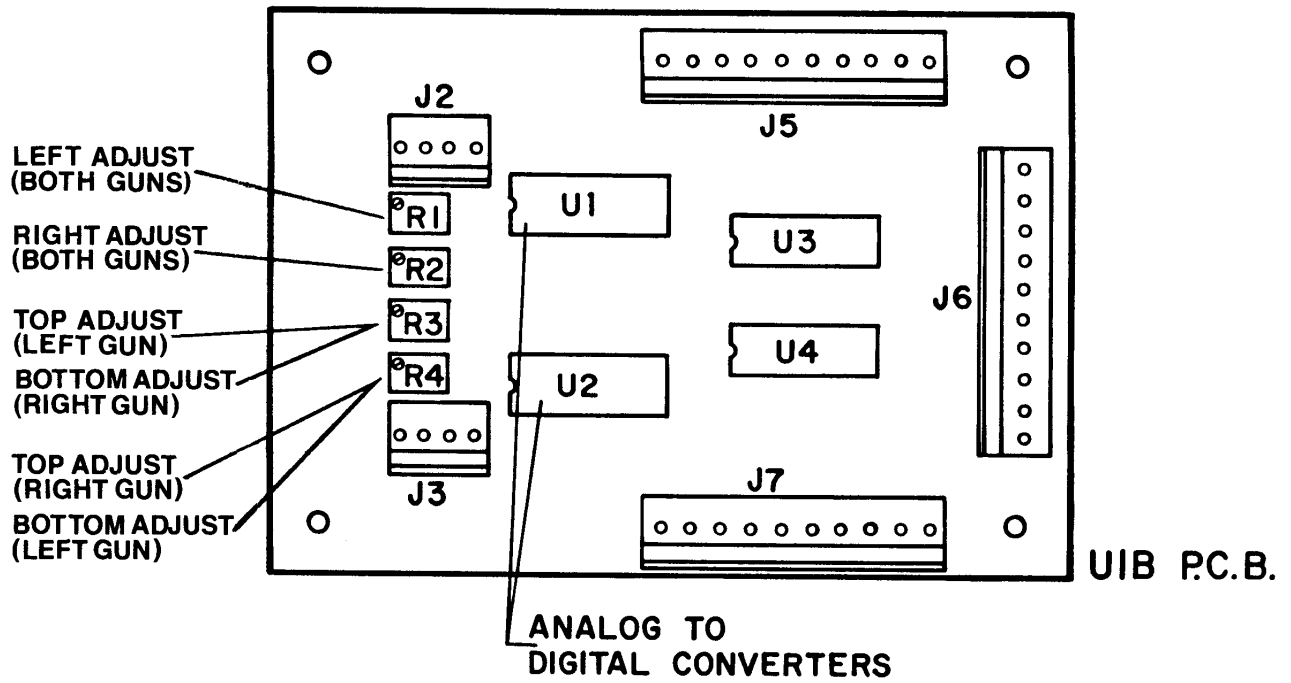 LEFT ADJUST
(BOTH GUNS)
RIGHT ADJUST
(BOTH GUNS)
TOP ADJUST
(LEFT GUN)
BOTTOM ADJUST
(RIGHT GUN)
TOP ADJUST
(RIGHT GUN)
BOTTOM ADJUST
(LEFT GUN)
J2
R1
R2
R3
R4
J3
U1
U2
J5
U3
U4
J6
J7
UIB P.C.B.
ANALOG TO
DIGITAL CONVERTERS